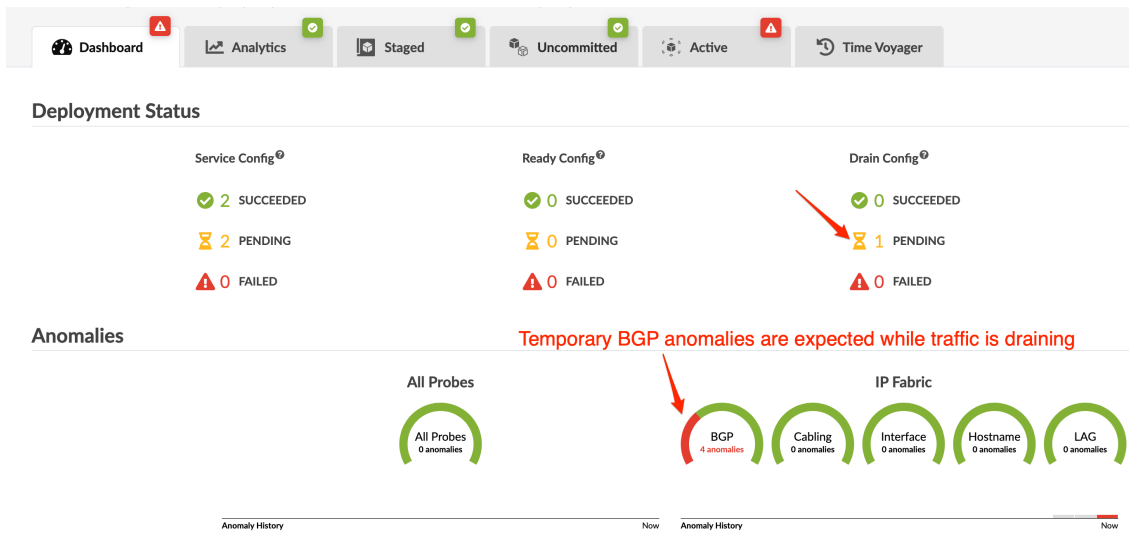 Dashboard
Analytics
Staged
Uncommitted
Active
Time Voyager
Deployment Status
Service Config
Ready Config
Drain Config
2 SUCCEEDED
0 SUCCEEDED
0 SUCCEEDED
2 PENDING
0 PENDING
1 PENDING
0 FAILED
0 FAILED
0 FAILED
Anomalies
Temporary BGP anomalies are expected while traffic is draining
All Probes
IP Fabric
All Probes
0 anomalies
BGP
4 anomalies
Cabling
0 anomalies
Interface
0 anomalies
Hostname
0 anomalies
LAG
0 anomalies
Anomaly History
Now
Anomaly History
Now